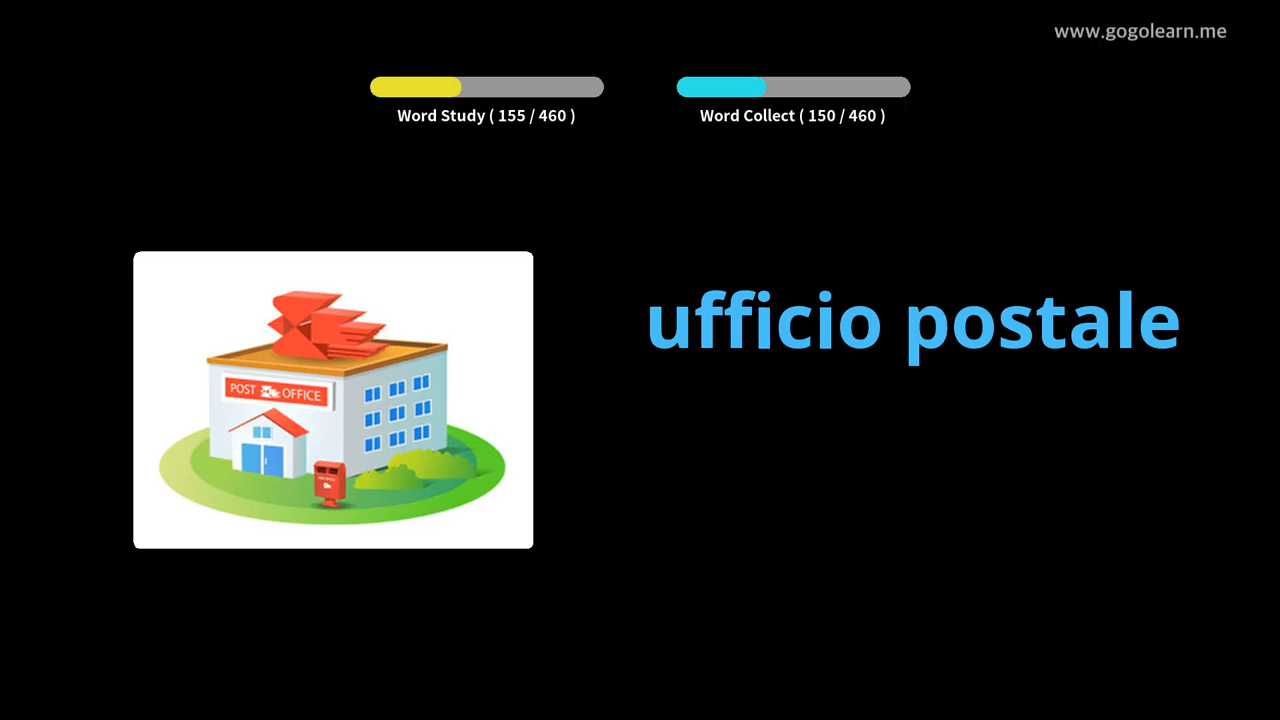 www.gogolearn.me
Word Study ( 155 / 460 )
Word Collect ( 150 / 460 )
ufficio postale
POST OFFICE